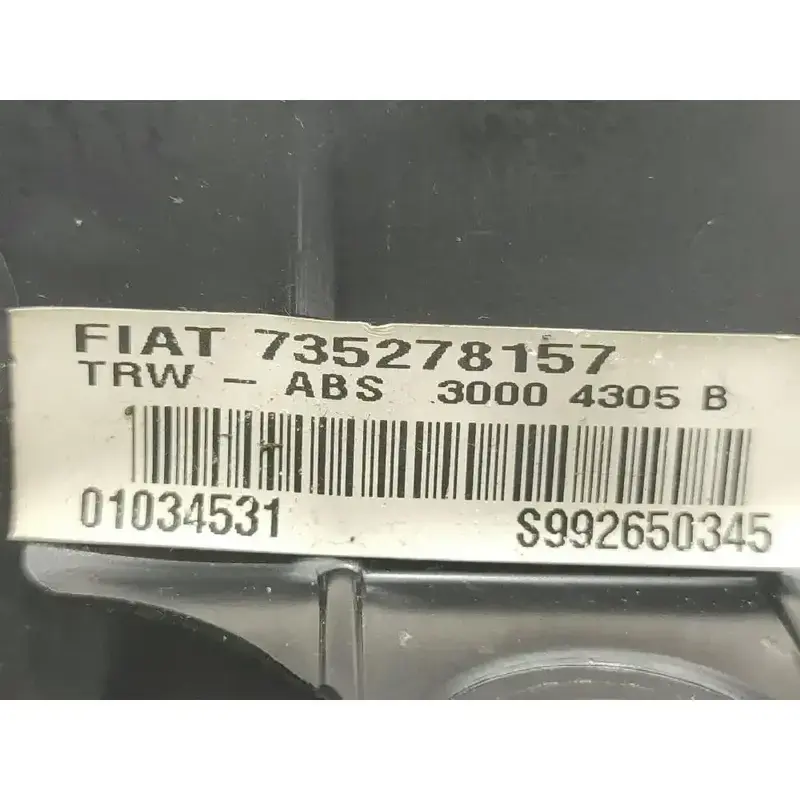 FIAT 735278157
TRW - ABS 3000 4305 B
01034531 S992650345